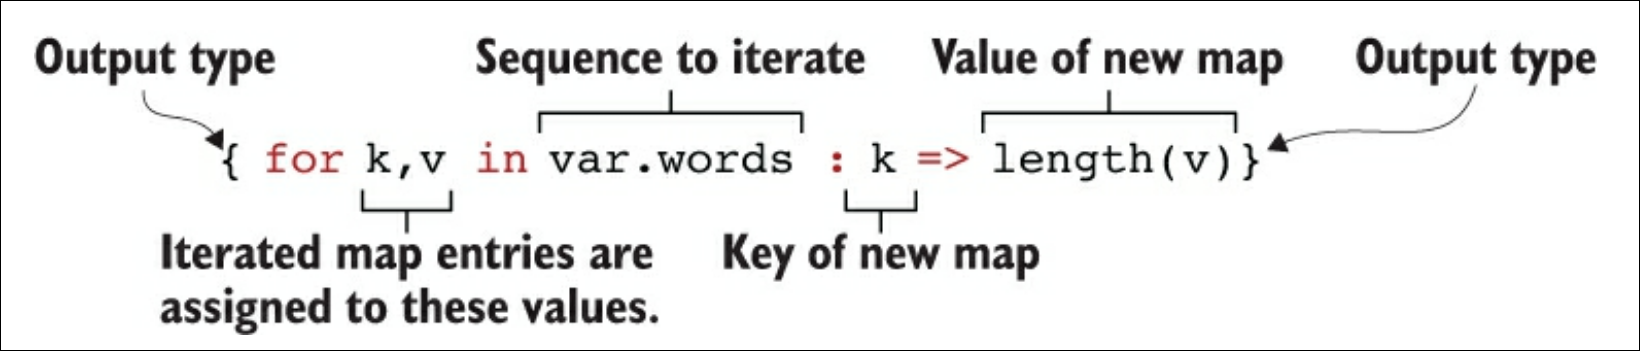 Output type
Sequence to iterate
Value of new map
Output type
{ for k,v in var.words : k => length(v)}
Iterated map entries are
assigned to these values.
Key of new map